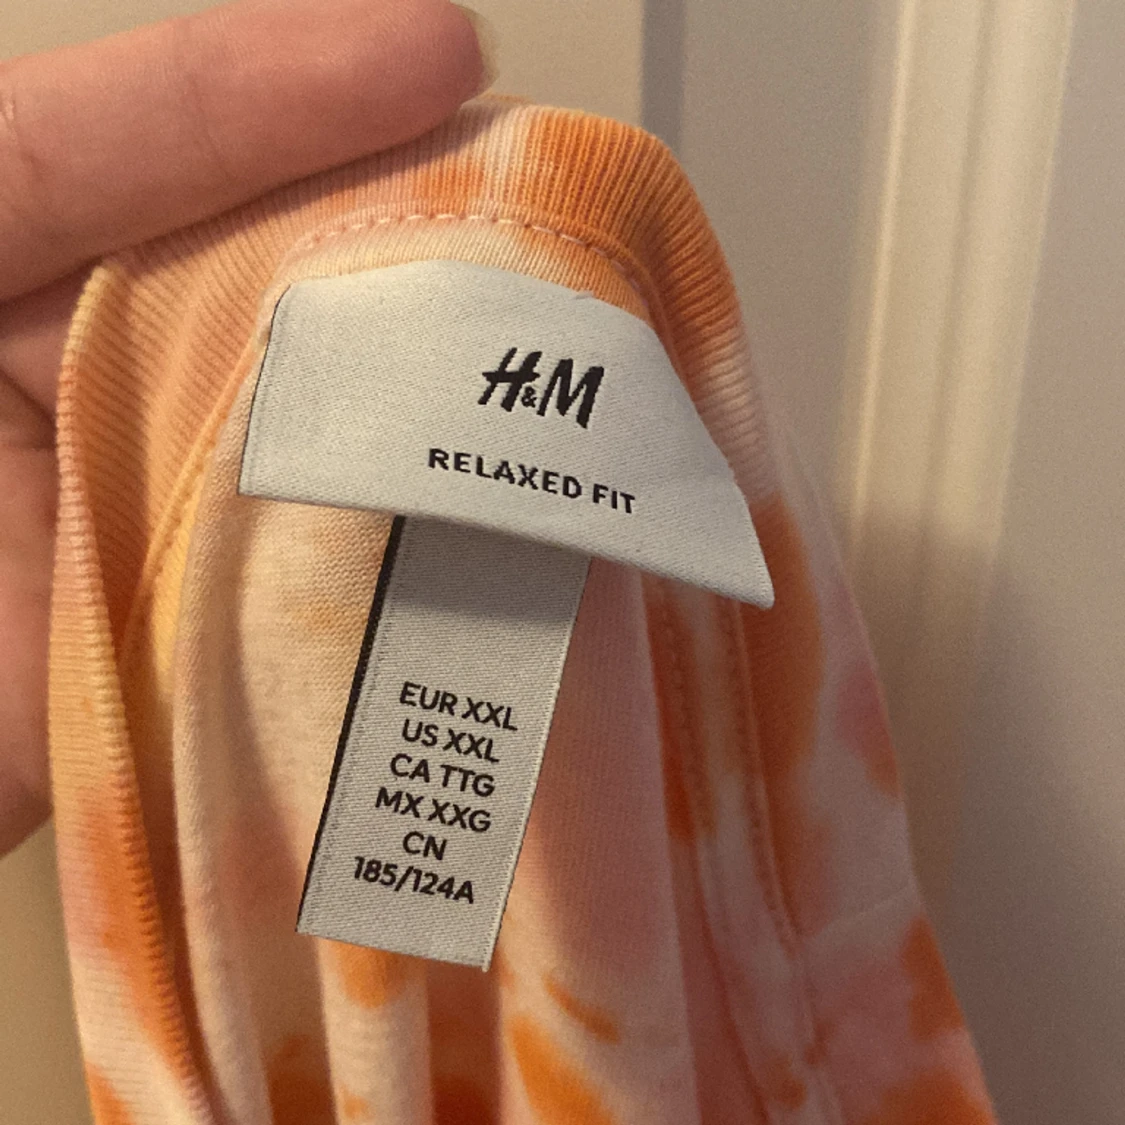 H&M
RELAXED FIT
EUR XXL
US XXL
CA TTG
MX XXG
CN
185/124A